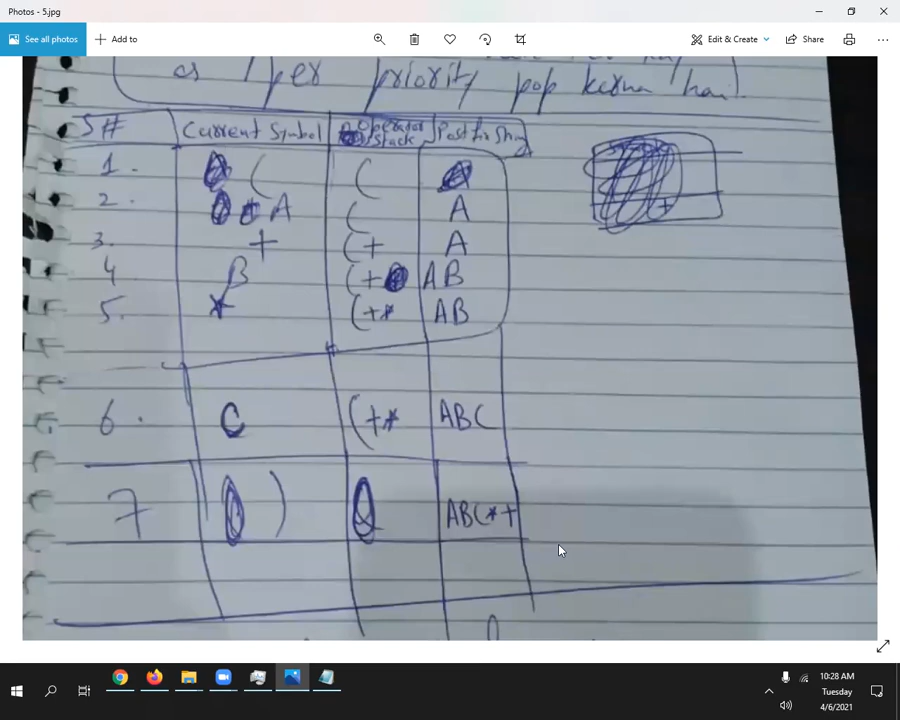 Photos - 5.jpg
See all photos
Add to
Edit & Create
Share
as Per priority pop kerna hai.
S# Current Symbol Operator Stack Postfix
1. ( (
2. A ( A
3. + (+ A
4 B (+ AB
5. * (+* AB
6. C (+* ABC
7 ) ABC*+
10:28 AM
Tuesday
4/6/2021